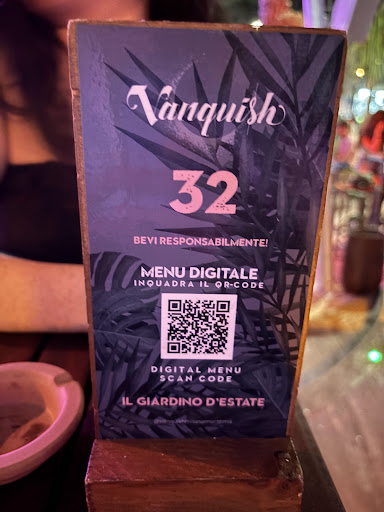 Vanquish
32
BEVI RESPONSABILMENTE!
MENU DIGITALE
INQUADRA IL QR-CODE
DIGITAL MENU
SCAN CODE
IL GIARDINO D'ESTATE